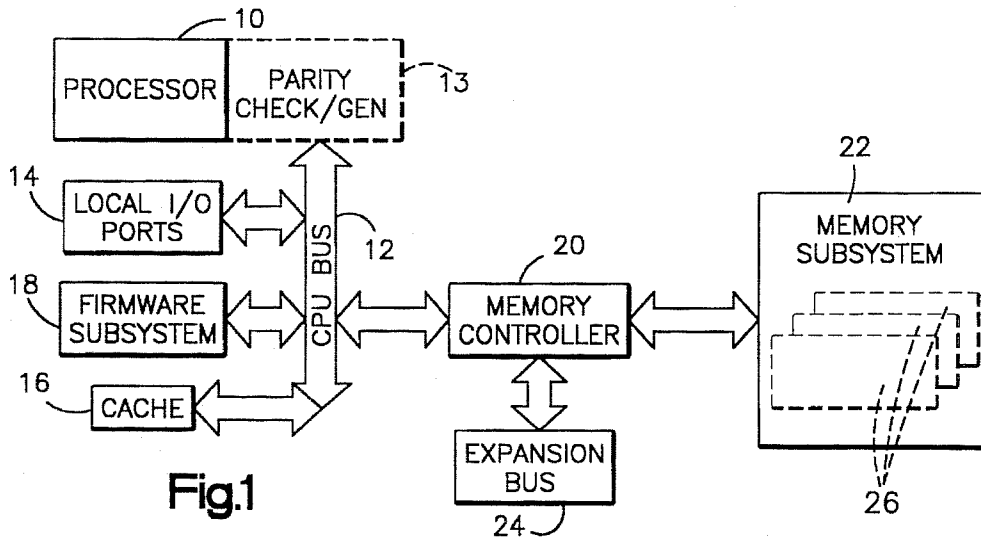 10
PROCESSOR
PARITY
CHECK/GEN
13
14
LOCAL I/O
PORTS
12
CPU BUS
18
FIRMWARE
SUBSYSTEM
16
CACHE
20
MEMORY
CONTROLLER
22
MEMORY
SUBSYSTEM
26
EXPANSION
BUS
24
Fig.1